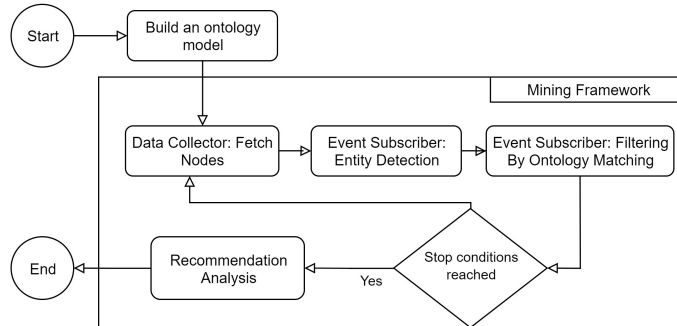 Start
Build an ontology
model
Mining Framework
Data Collector: Fetch
Nodes
Event Subscriber:
Entity Detection
Event Subscriber: Filtering
By Ontology Matching
Stop conditions
reached
Yes
Recommendation
Analysis
End